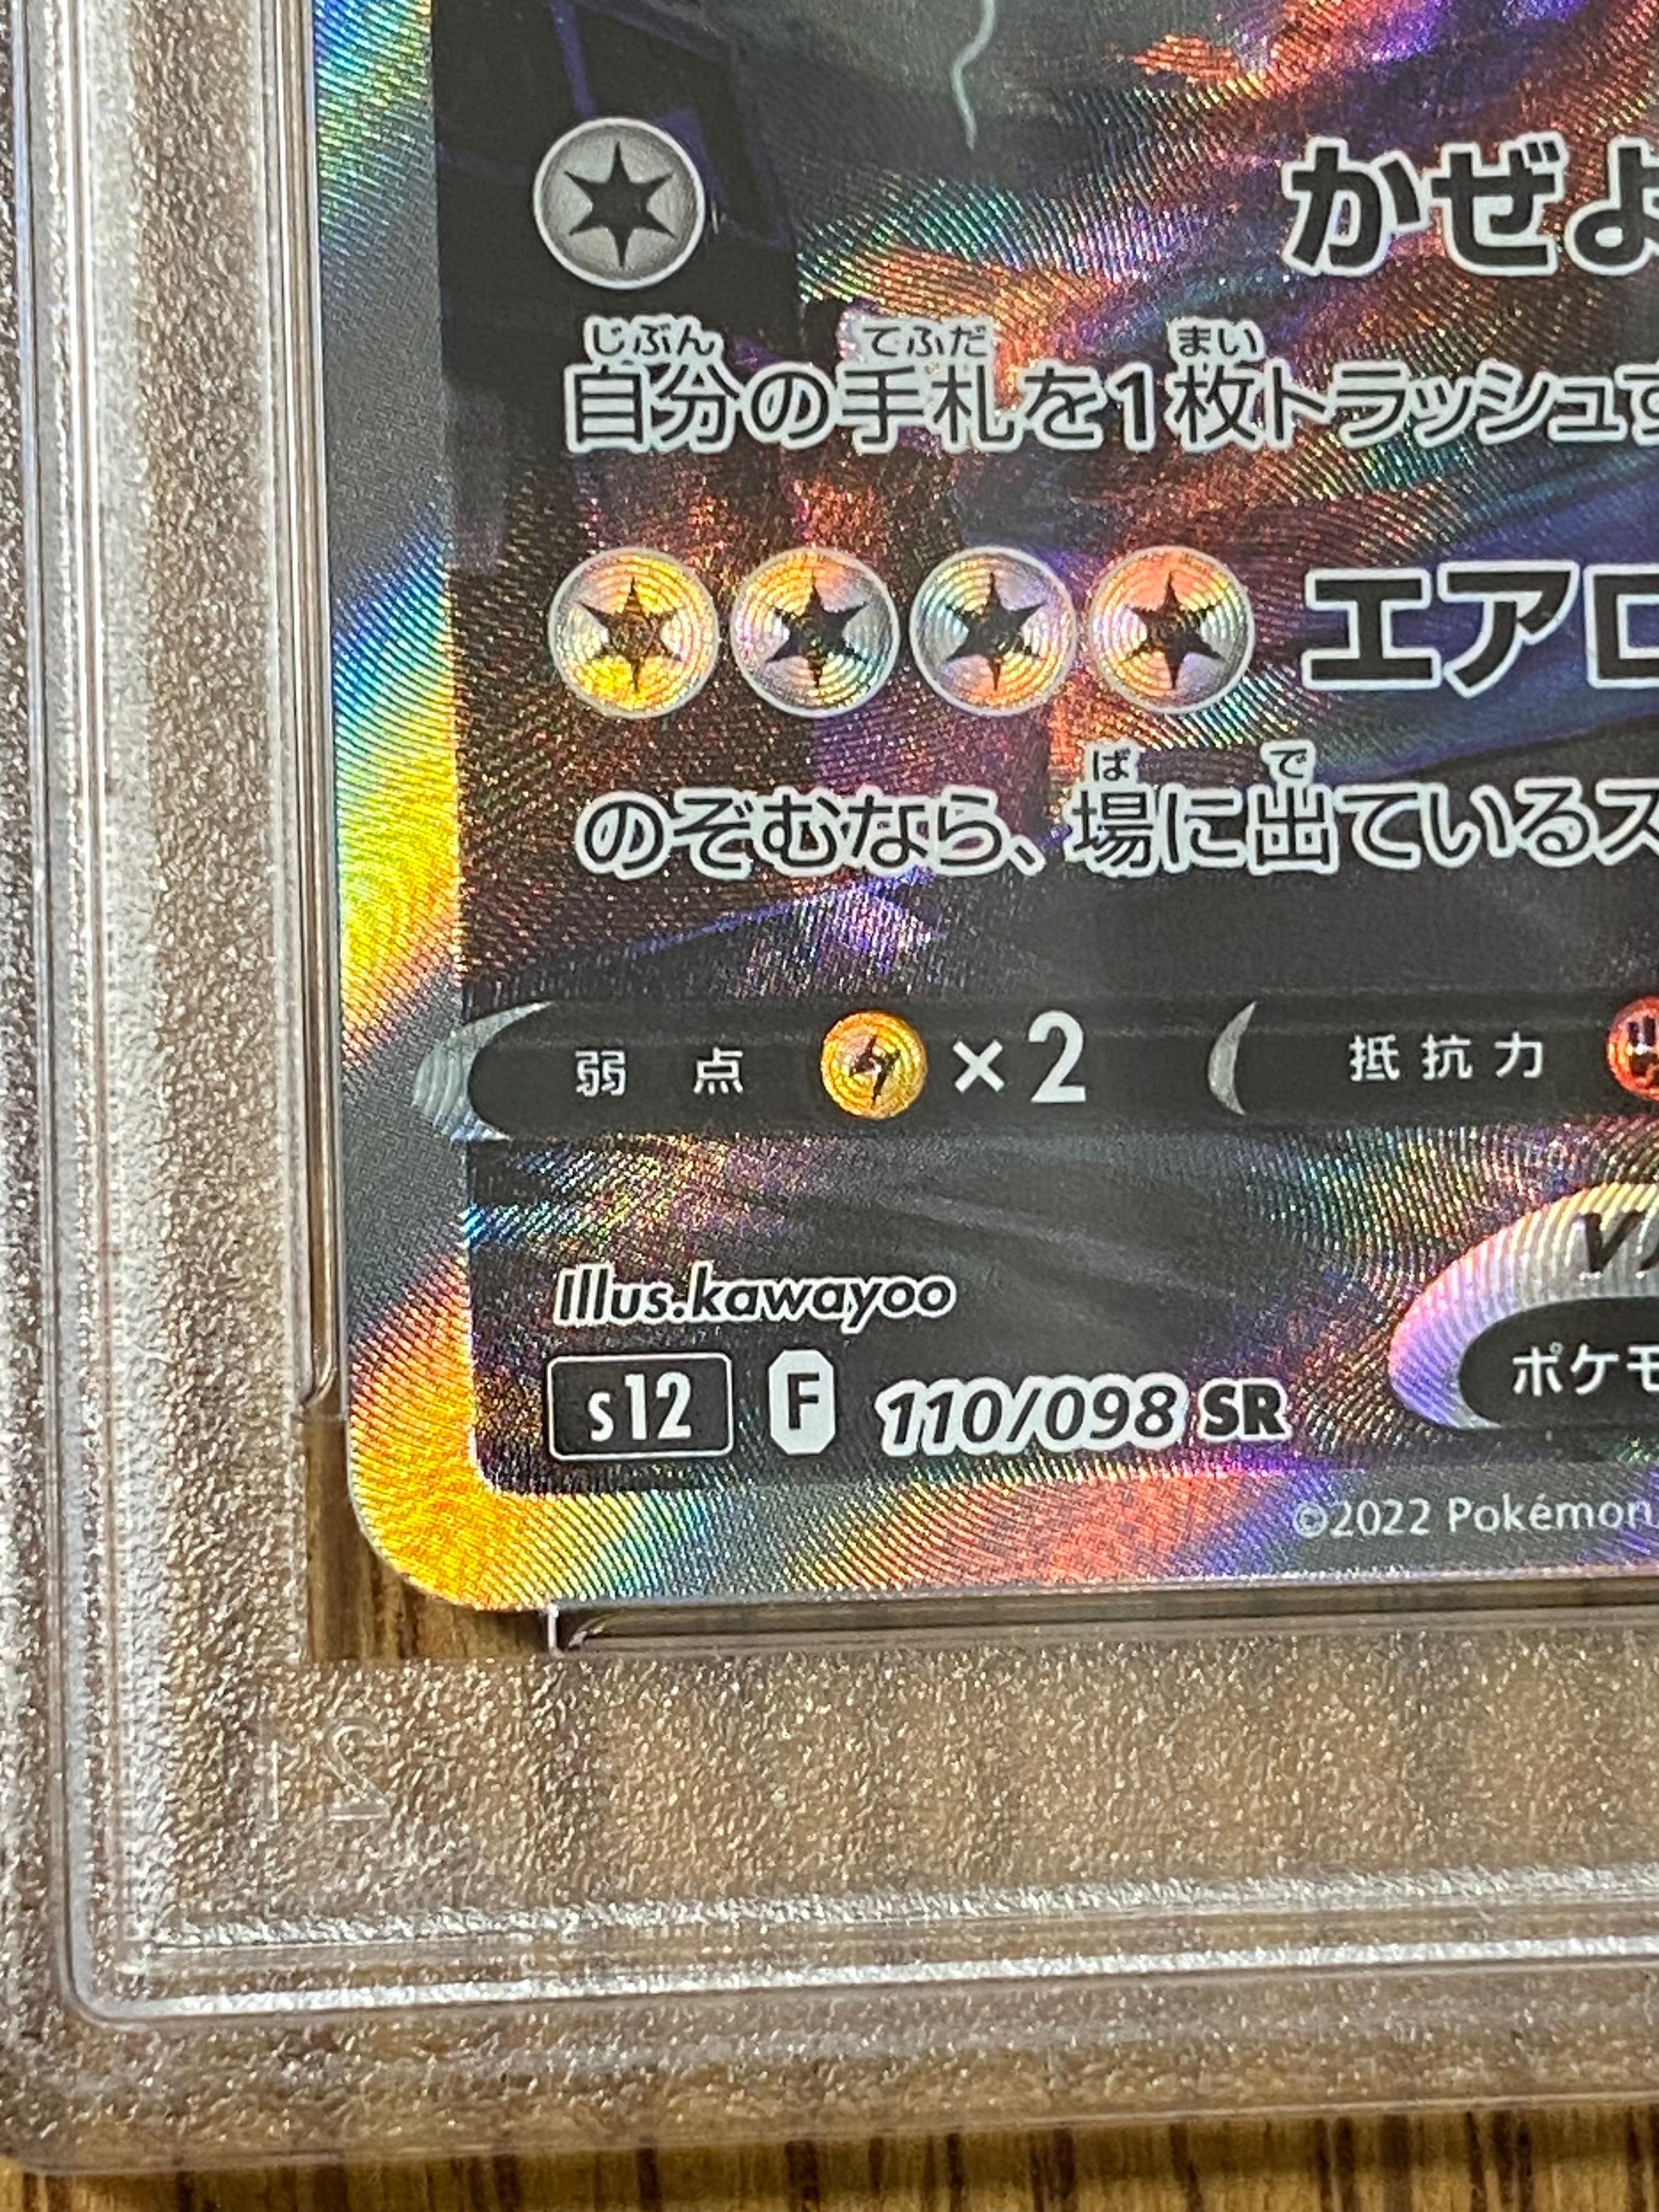 かぜよ
じぶん てふだ まい
自分の手札を1枚トラッシュす
エアロ
ば で
のぞむなら、場に出ているス
弱点 ×2 抵抗力
Illus.kawayoo
s12 F 110/098 SR
ポケモ
©2022 Pokémon
21